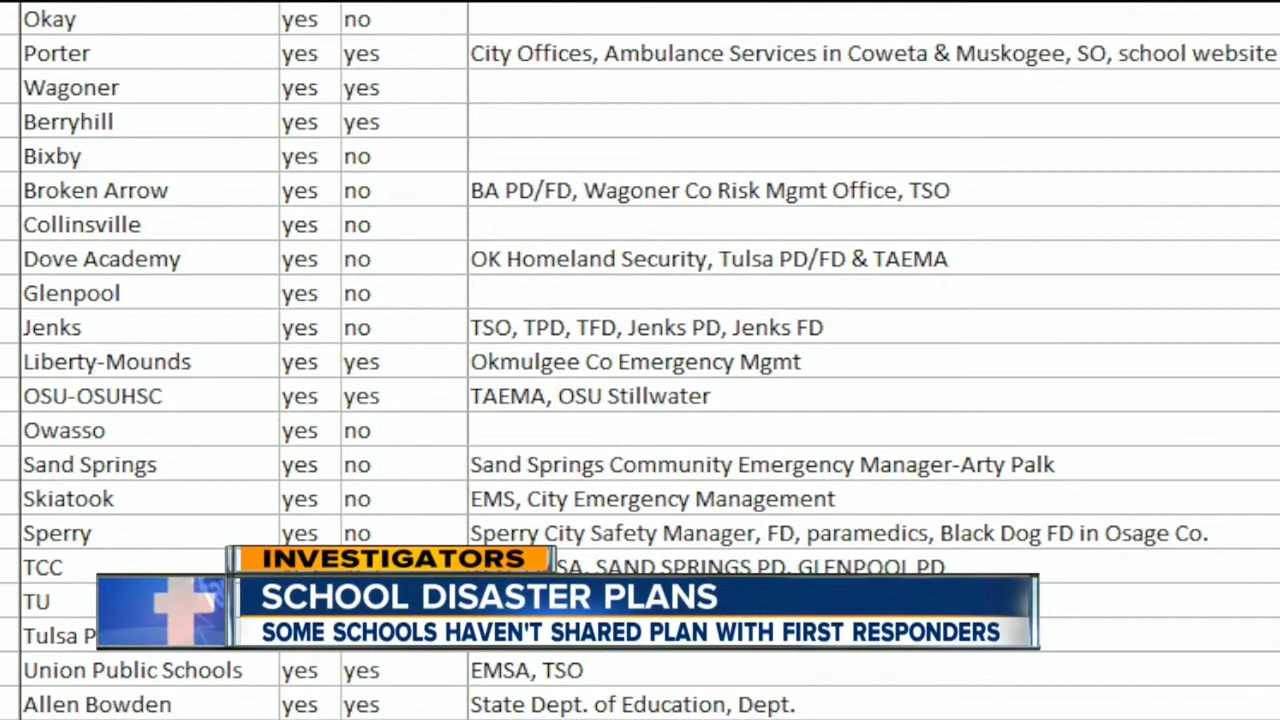 Okay yes no
Porter yes yes City Offices, Ambulance Services in Coweta & Muskogee, SO, school website
Wagoner yes yes
Berryhill yes yes
Bixby yes no
Broken Arrow yes no BA PD/FD, Wagoner Co Risk Mgmt Office, TSO
Collinsville yes no
Dove Academy yes no OK Homeland Security, Tulsa PD/FD & TAEMA
Glenpool yes no
Jenks yes no TSO, TPD, TFD, Jenks PD, Jenks FD
Liberty-Mounds yes yes Okmulgee Co Emergency Mgmt
OSU-OSUHSC yes yes TAEMA, OSU Stillwater
Owasso yes no
Sand Springs yes no Sand Springs Community Emergency Manager-Arty Palk
Skiatook yes no EMS, City Emergency Management
Sperry yes no Sperry City Safety Manager, FD, paramedics, Black Dog FD in Osage Co.
TCC SAND SPRINGS PD, GLENPOOL PD
INVESTIGATORS
TU
SCHOOL DISASTER PLANS
Tulsa
SOME SCHOOLS HAVEN'T SHARED PLAN WITH FIRST RESPONDERS
Union Public Schools yes yes EMSA, TSO
Allen Bowden yes yes State Dept. of Education, Dept.